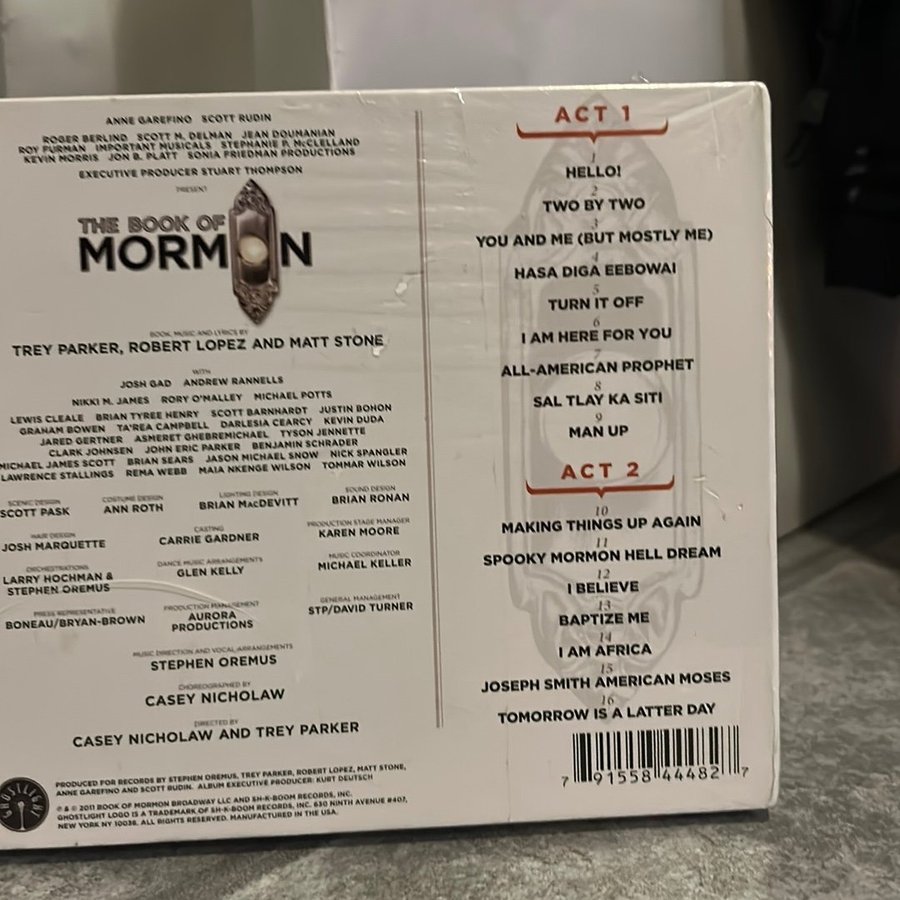 ANNE GAREFINO SCOTT RUDIN
ROGER BERLIND SCOTT M. DELMAN JEAN DOUMANIAN
ROY FURMAN IMPORTANT MUSICALS STEPHANIE P. McCLELLAND
KEVIN MORRIS JON B. PLATT SONIA FRIEDMAN PRODUCTIONS
EXECUTIVE PRODUCER STUART THOMPSON
PRESENT
THE BOOK OF
MORMON
BOOK, MUSIC AND LYRICS BY
TREY PARKER, ROBERT LOPEZ AND MATT STONE
WITH
JOSH GAD ANDREW RANNELLS
NIKKI M. JAMES RORY O'MALLEY MICHAEL POTTS
LEWIS CLEALE BRIAN TYREE HENRY SCOTT BARNHARDT JUSTIN BOHON
GRAHAM BOWEN TA'REA CAMPBELL DARLESIA CEARCY KEVIN DUDA
JARED GERTNER ASMERET GHEBREMICHAEL TYSON JENNETTE
CLARK JOHNSEN JOHN ERIC PARKER BENJAMIN SCHRADER
MICHAEL JAMES SCOTT BRIAN SEARS JASON MICHAEL SNOW NICK SPANGLER
LAWRENCE STALLINGS REMA WEBB MAIA NKENGE WILSON TOMMAR WILSON
SCENIC DESIGN COSTUME DESIGN LIGHTING DESIGN SOUND DESIGN
SCOTT PASK ANN ROTH BRIAN MacDEVITT BRIAN RONAN
HAIR DESIGN CASTING PRODUCTION STAGE MANAGER
JOSH MARQUETTE CARRIE GARDNER KAREN MOORE
ORCHESTRATIONS DANCE MUSIC ARRANGEMENTS MUSIC COORDINATOR
LARRY HOCHMAN & GLEN KELLY MICHAEL KELLER
STEPHEN OREMUS
PRESS REPRESENTATIVE PRODUCTION MANAGEMENT GENERAL MANAGEMENT
BONEAU/BRYAN-BROWN AURORA STP/DAVID TURNER
PRODUCTIONS
MUSIC DIRECTION AND VOCAL ARRANGEMENTS
STEPHEN OREMUS
CHOREOGRAPHED BY
CASEY NICHOLAW
DIRECTED BY
CASEY NICHOLAW AND TREY PARKER
PRODUCED FOR RECORDS BY STEPHEN OREMUS, TREY PARKER, ROBERT LOPEZ, MATT STONE,
ANNE GAREFINO AND SCOTT RUDIN. ALBUM EXECUTIVE PRODUCER: KURT DEUTSCH
GHOSTLIGHT
℗ & © 2011 BOOK OF MORMON BROADWAY LLC AND SH-K-BOOM RECORDS, INC.
GHOSTLIGHT LOGO IS A TRADEMARK OF SH-K-BOOM RECORDS, INC. 630 NINTH AVENUE #407,
NEW YORK NY 10036. ALL RIGHTS RESERVED. MANUFACTURED IN THE USA.
ACT 1
1
HELLO!
2
TWO BY TWO
3
YOU AND ME (BUT MOSTLY ME)
4
HASA DIGA EEBOWAI
5
TURN IT OFF
6
I AM HERE FOR YOU
7
ALL-AMERICAN PROPHET
8
SAL TLAY KA SITI
9
MAN UP
ACT 2
10
MAKING THINGS UP AGAIN
11
SPOOKY MORMON HELL DREAM
12
I BELIEVE
13
BAPTIZE ME
14
I AM AFRICA
15
JOSEPH SMITH AMERICAN MOSES
16
TOMORROW IS A LATTER DAY
7 91558 44482 7